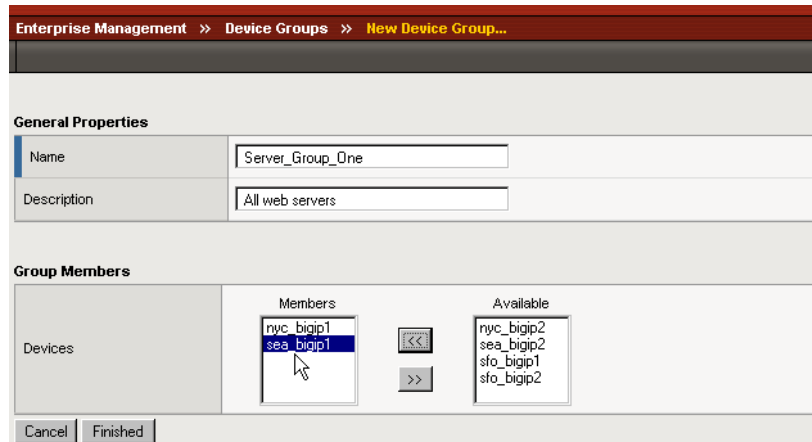 Enterprise Management » Device Groups » New Device Group...
General Properties
Name Server_Group_One
Description All web servers
Group Members
Members Available
Devices
nyc_bigip1
sea_bigip1
<<
>>
nyc_bigip2
sea_bigip2
sfo_bigip1
sfo_bigip2
Cancel Finished